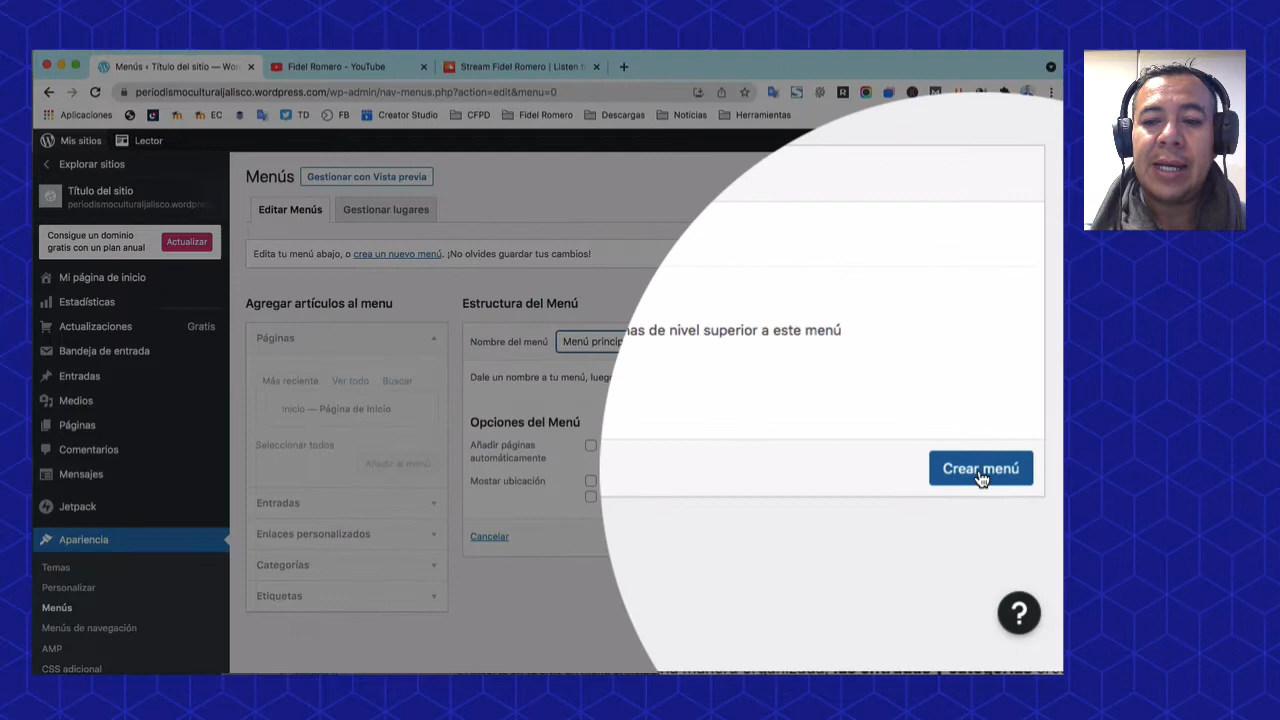 Menús ‹ Título del sitio — Wor
Fidel Romero - YouTube
Stream Fidel Romero | Listen t
periodismoculturaljalisco.wordpress.com/wp-admin/nav-menus.php?action=edit&menu=0
Aplicaciones
EC
TD
FB
Creator Studio
CFPD
Fidel Romero
Descargas
Noticias
Herramientas
Mis sitios
Lector
Explorar sitios
Título del sitio
periodismoculturaljalisco.wordpres
Consigue un dominio
gratis con un plan anual
Actualizar
Mi página de inicio
Estadísticas
Actualizaciones Gratis
Bandeja de entrada
Entradas
Medios
Páginas
Comentarios
Mensajes
Jetpack
Apariencia
Temas
Personalizar
Menús
Menús de navegación
AMP
CSS adicional
Menús
Gestionar con Vista previa
Editar Menús
Gestionar lugares
Edita tu menú abajo, o crea un nuevo menú. ¡No olvides guardar tus cambios!
Agregar artículos al menu
Páginas
Más reciente Ver todo Buscar
Inicio — Página de Inicio
Seleccionar todos
Añadir al menú
Entradas
Enlaces personalizados
Categorías
Etiquetas
Estructura del Menú
Nombre del menú
Menú princip
Dale un nombre a tu menú, lueg
Opciones del Menú
Añadir páginas
automáticamente
Mostar ubicación
Cancelar
nas de nivel superior a este menú
Crear menú
?